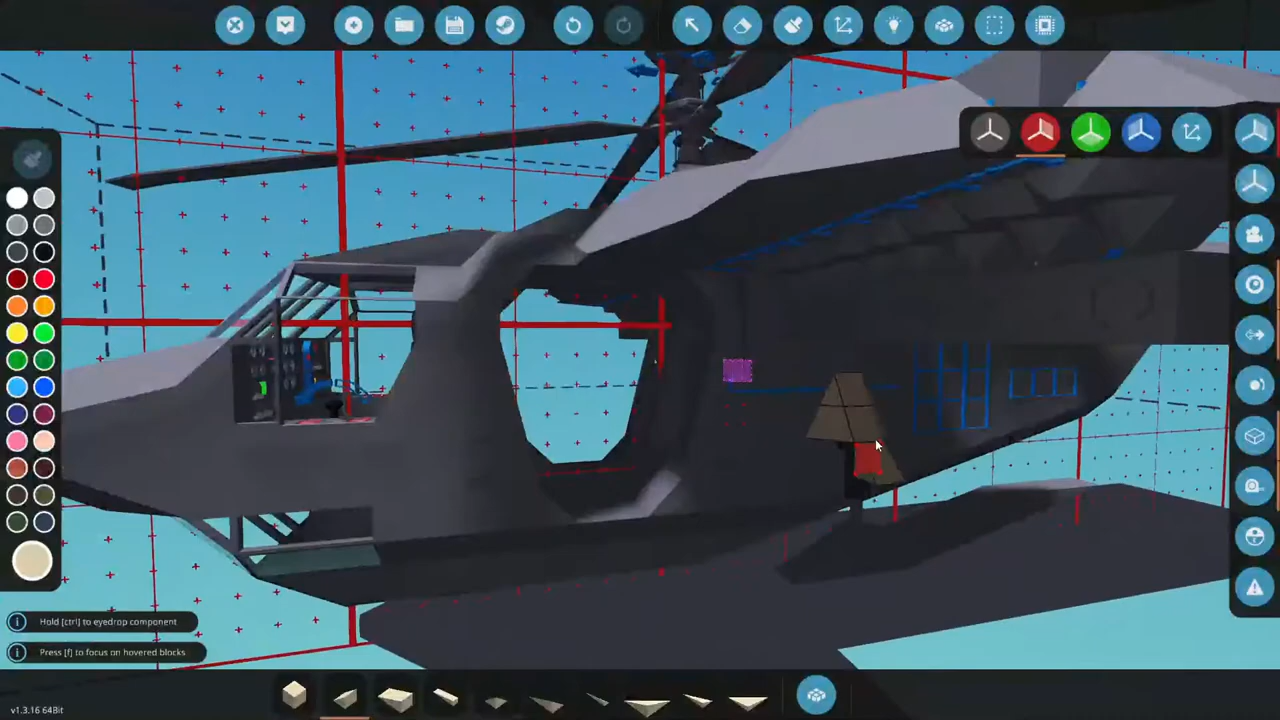 Hold [ctrl] to eyedrop component
Press [f] to focus on hovered blocks
v1.3.16 64Bit